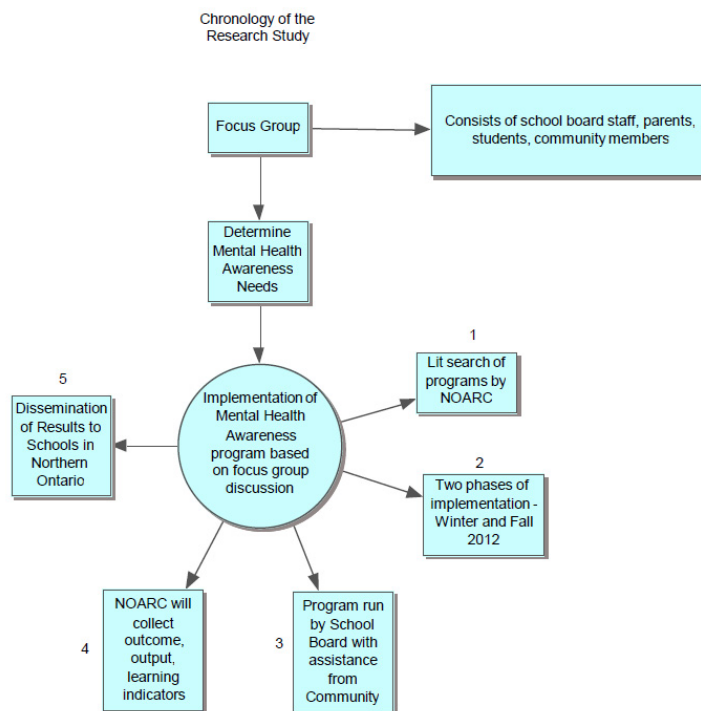 Chronology of the
Research Study
Focus Group
Consists of school board staff, parents,
students, community members
Determine
Mental Health
Awareness
Needs
Implementation of
Mental Health
Awareness
program based
on focus group
discussion
1
Lit search of
programs by
NOARC
2
Two phases of
implementation -
Winter and Fall
2012
3
Program run
by School
Board with
assistance
from
Community
4
NOARC will
collect
outcome,
output,
learning
indicators
5
Dissemination
of Results to
Schools in
Northern
Ontario